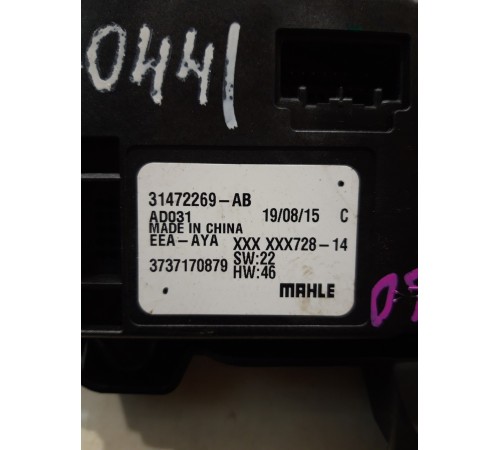 044/
31472269-AB
AD031 19/08/15 C
MADE IN CHINA
EEA-AYA XXX XXX728-14
3737170879 SW:22
HW:46
MAHLE